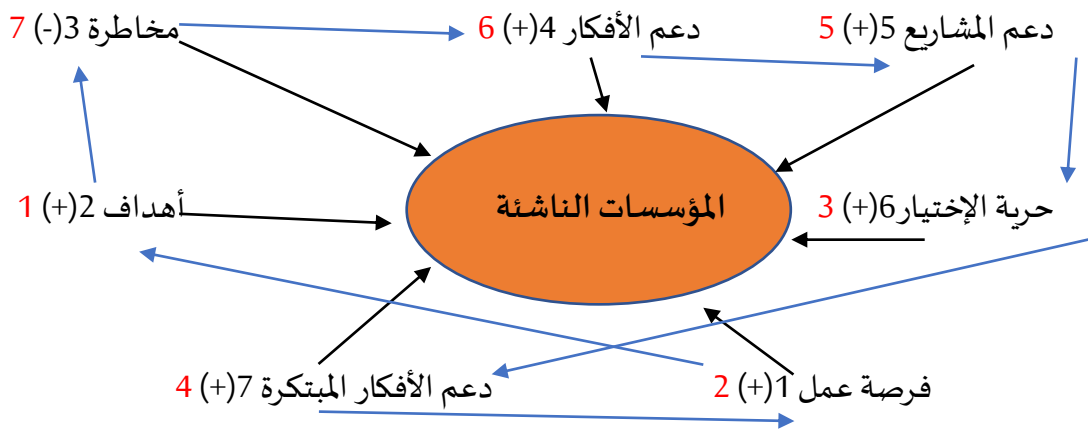 دعم المشاريع 5(+) 5
دعم الأفكار 4(+) 6
مخاطرة 3(-) 7
حرية الإختيار6(+) 3
المؤسسات الناشئة
أهداف 2(+) 1
فرصة عمل 1(+) 2
دعم الأفكار المبتكرة 7(+) 4